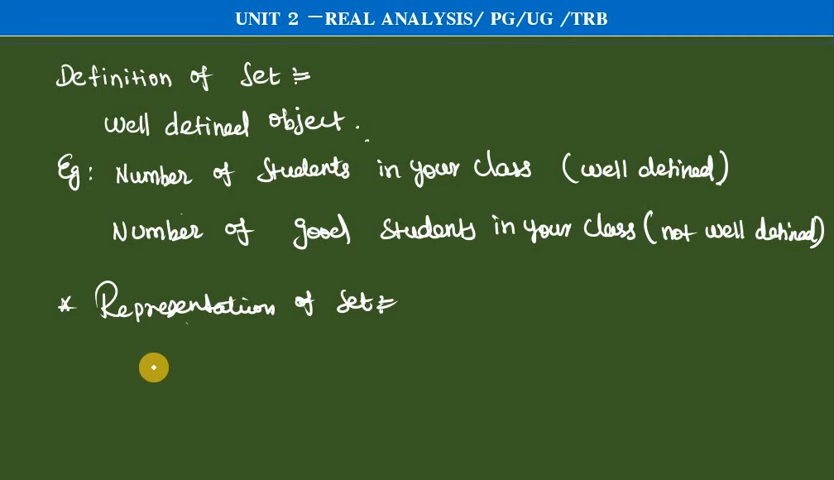 UNIT 2 – REAL ANALYSIS/ PG/UG /TRB
Definition of Set :=
Well defined object.
Eg: Number of Students in your class (well defined)
Number of good Students in your class (not well defined)
* Representation of Set :=